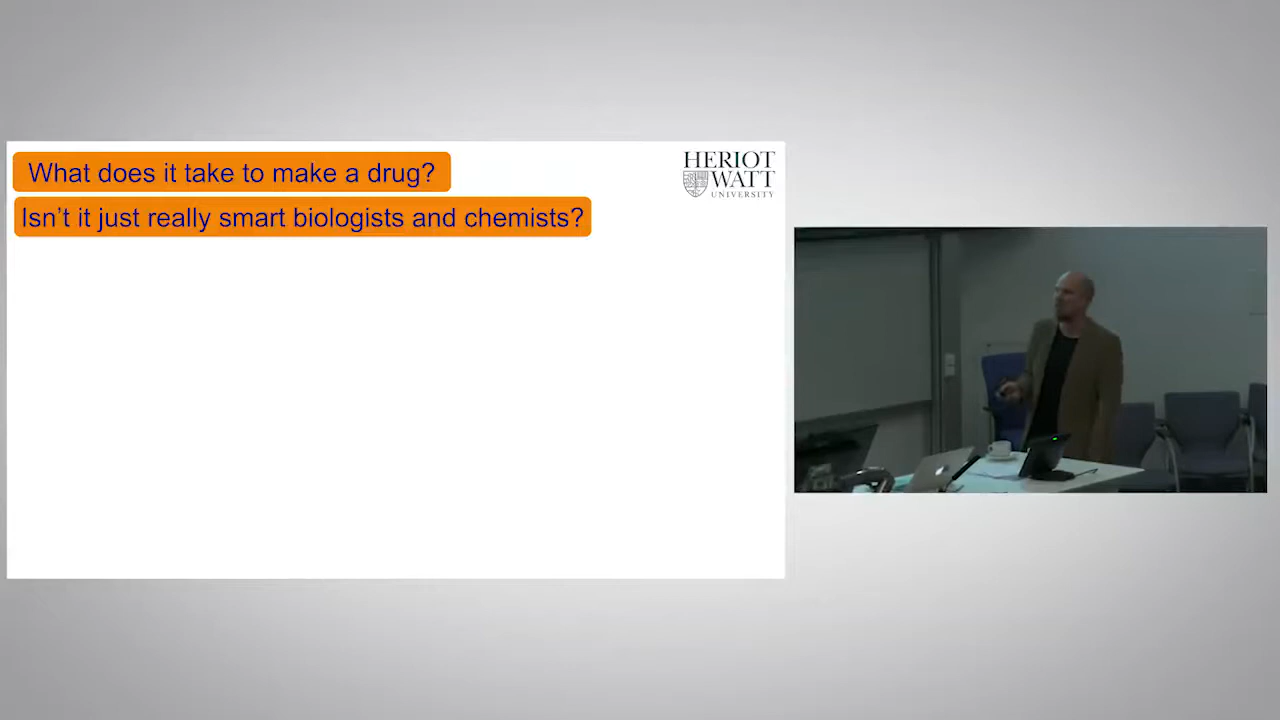 What does it take to make a drug?
Isn't it just really smart biologists and chemists?
HERIOT
WATT
UNIVERSITY